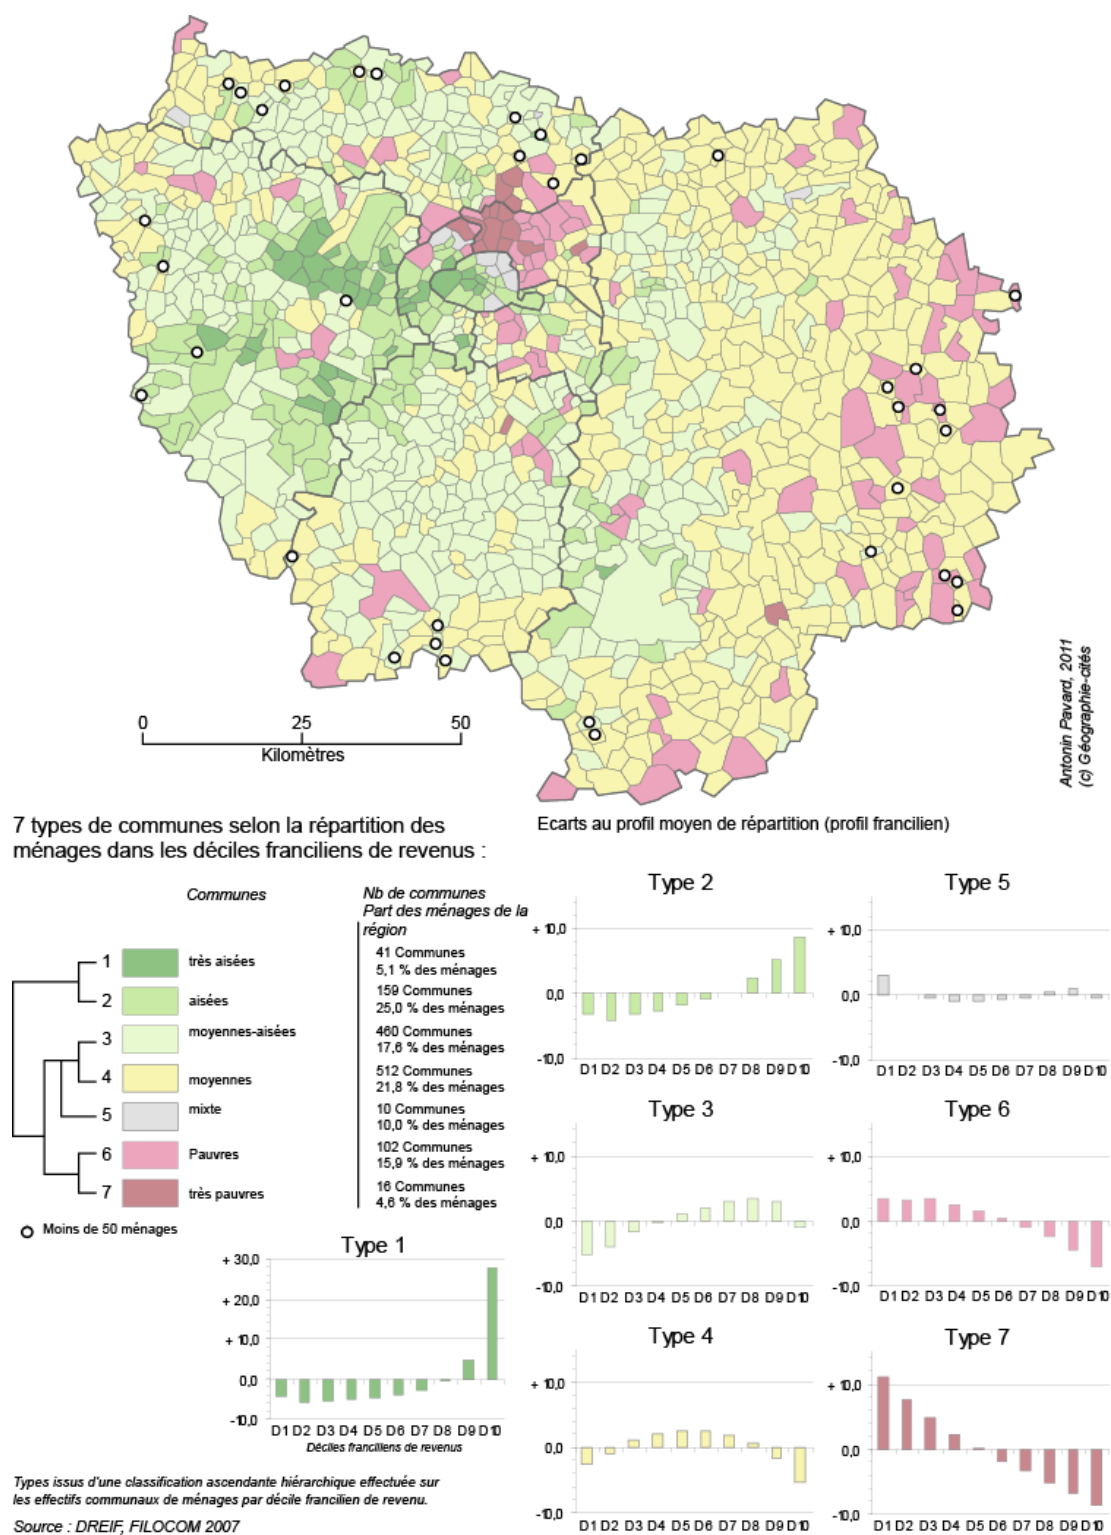 0 25 50
Kilomètres
Antonin Pavard, 2011
(c) Géographie-cités
7 types de communes selon la répartition des
ménages dans les déciles franciliens de revenus :
Ecarts au profil moyen de répartition (profil francilien)
Communes
Nb de communes
Part des ménages de la
région
1 très aisées
41 Communes
5,1 % des ménages
2 aisées
159 Communes
25,0 % des ménages
3 moyennes-aisées
460 Communes
17,6 % des ménages
4 moyennes
512 Communes
21,8 % des ménages
5 mixte
10 Communes
10,0 % des ménages
6 Pauvres
102 Communes
15,9 % des ménages
7 très pauvres
16 Communes
4,6 % des ménages
Moins de 50 ménages
Type 1
+ 30,0
+ 20,0
+ 10,0
0,0
-10,0
D1 D2 D3 D4 D5 D6 D7 D8 D9 D10
Déciles franciliens de revenus
Type 2
+ 10,0
0,0
-10,0
D1 D2 D3 D4 D5 D6 D7 D8 D9 D10
Type 5
+ 10,0
0,0
-10,0
D1 D2 D3 D4 D5 D6 D7 D8 D9 D10
Type 3
+ 10,0
0,0
-10,0
D1 D2 D3 D4 D5 D6 D7 D8 D9 D10
Type 6
+ 10,0
0,0
-10,0
D1 D2 D3 D4 D5 D6 D7 D8 D9 D10
Type 4
+ 10,0
0,0
-10,0
D1 D2 D3 D4 D5 D6 D7 D8 D9 D10
Type 7
+ 10,0
0,0
-10,0
D1 D2 D3 D4 D5 D6 D7 D8 D9 D10
Types issus d'une classification ascendante hiérarchique effectuée sur
les effectifs communaux de ménages par décile francilien de revenu.
Source : DREIF, FILOCOM 2007